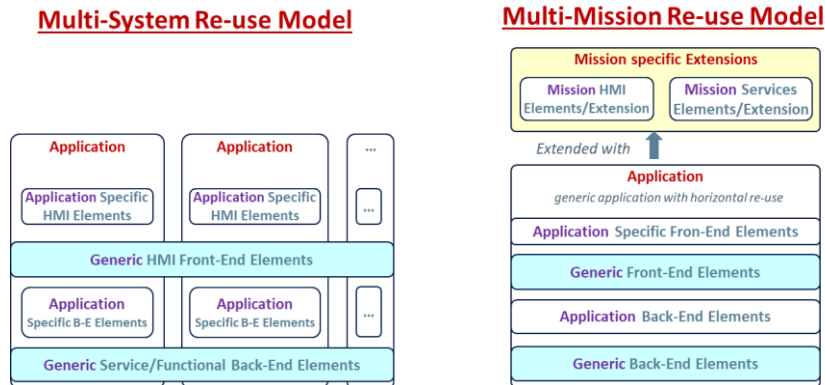 Multi-System Re-use Model
Application
Application
...
Application Specific
HMI Elements
Application Specific
HMI Elements
...
Generic HMI Front-End Elements
Application
Specific B-E Elements
Application
Specific B-E Elements
...
Generic Service/Functional Back-End Elements
Multi-Mission Re-use Model
Mission specific Extensions
Mission HMI
Elements/Extension
Mission Services
Elements/Extension
Extended with
Application
generic application with horizontal re-use
Application Specific Fron-End Elements
Generic Front-End Elements
Application Back-End Elements
Generic Back-End Elements